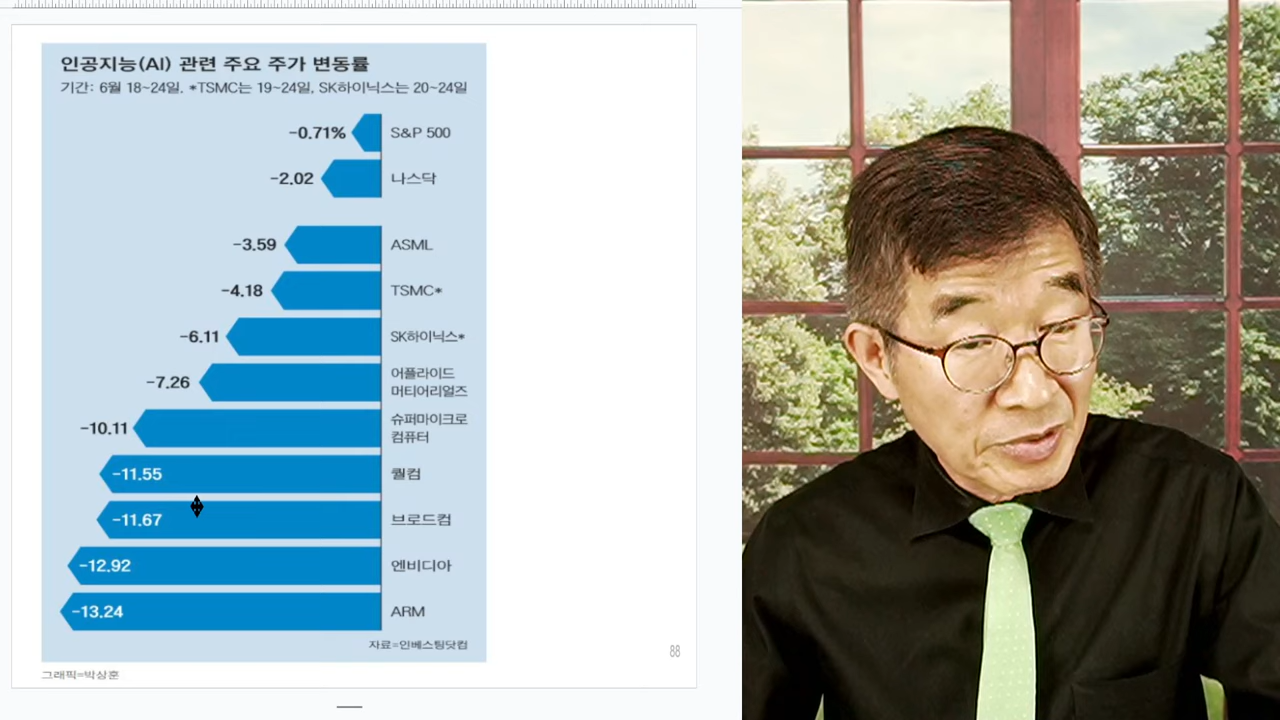 인공지능(AI) 관련 주요 주가 변동률
기간: 6월 18~24일. *TSMC는 19~24일, SK하이닉스는 20~24일
-0.71% S&P 500
-2.02 나스닥
-3.59 ASML
-4.18 TSMC*
-6.11 SK하이닉스*
-7.26 어플라이드
머티어리얼즈
-10.11 슈퍼마이크로
컴퓨터
-11.55 퀄컴
-11.67 브로드컴
-12.92 엔비디아
-13.24 ARM
자료=인베스팅닷컴
88
그래픽=박상훈